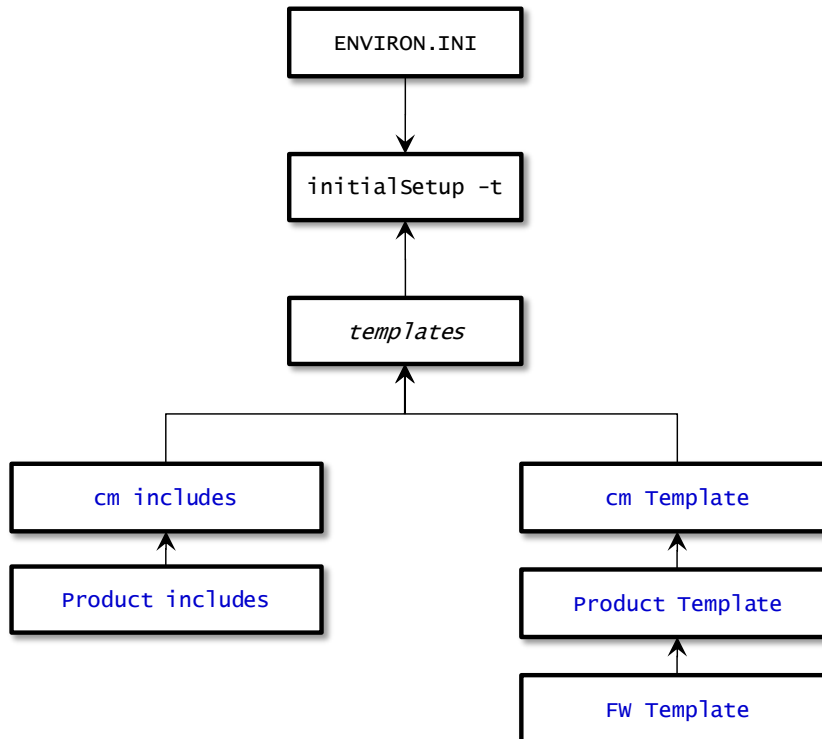 ENVIRON.INI
initialSetup -t
templates
cm includes
cm Template
Product includes
Product Template
FW Template